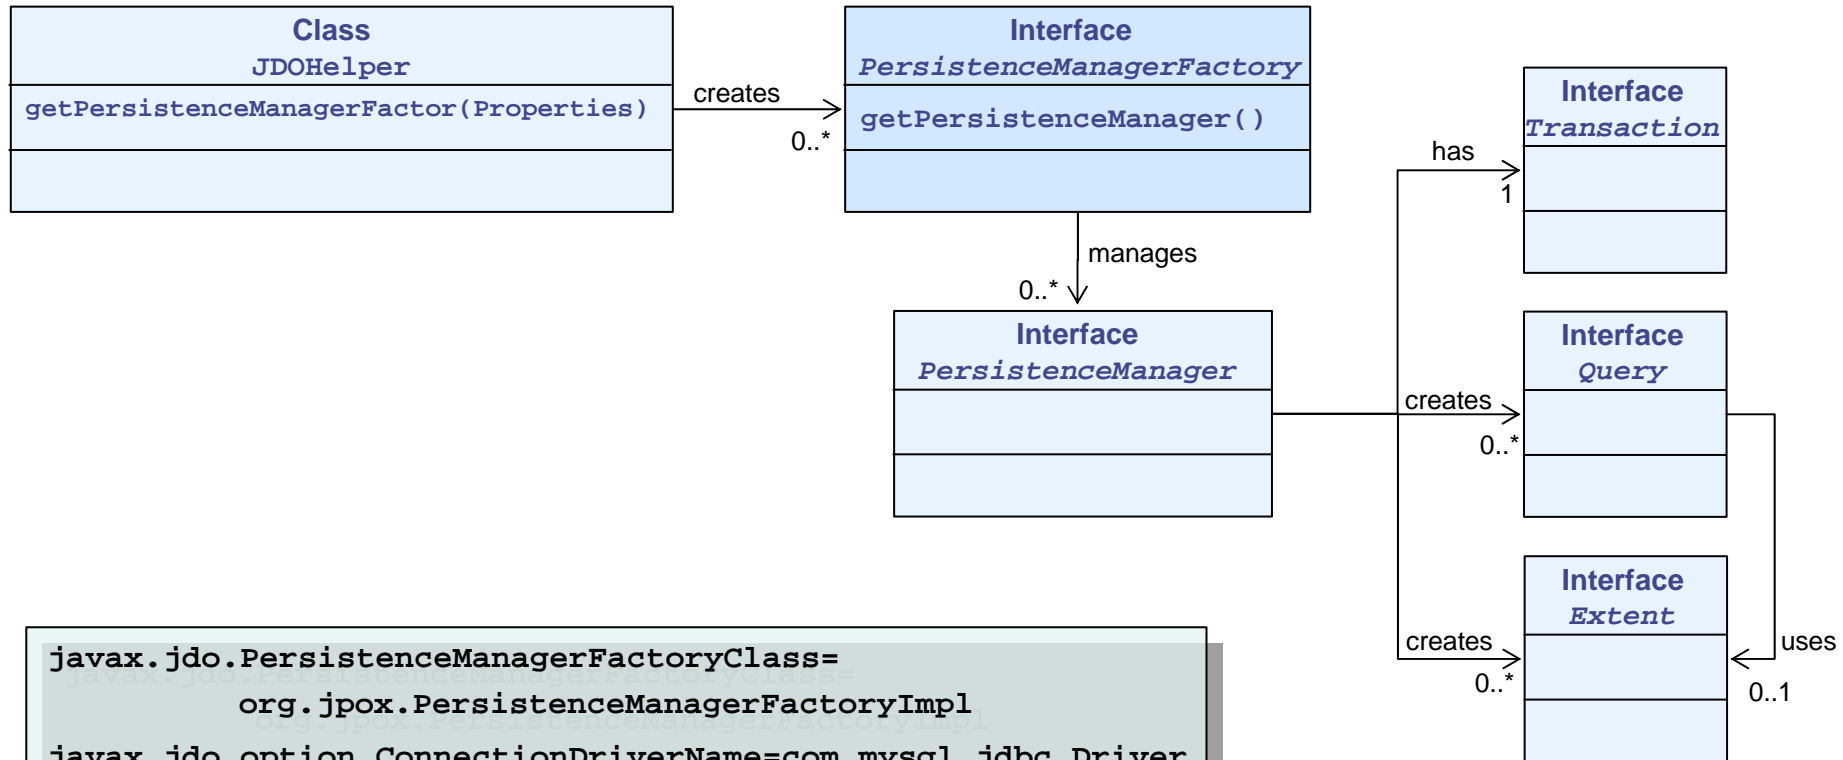 Class
JDOHelper
getPersistenceManagerFactor(Properties)
creates
0..*
Interface
PersistenceManagerFactory
getPersistenceManager()
manages
0..*
Interface
PersistenceManager
has
1
Interface
Transaction
creates
0..*
Interface
Query
creates
0..*
Interface
Extent
uses
0..1
javax.jdo.PersistenceManagerFactoryClass=
org.jpox.PersistenceManagerFactoryImpl
javax.jdo.option.ConnectionDriverName=com.mysql.jdbc.Driver